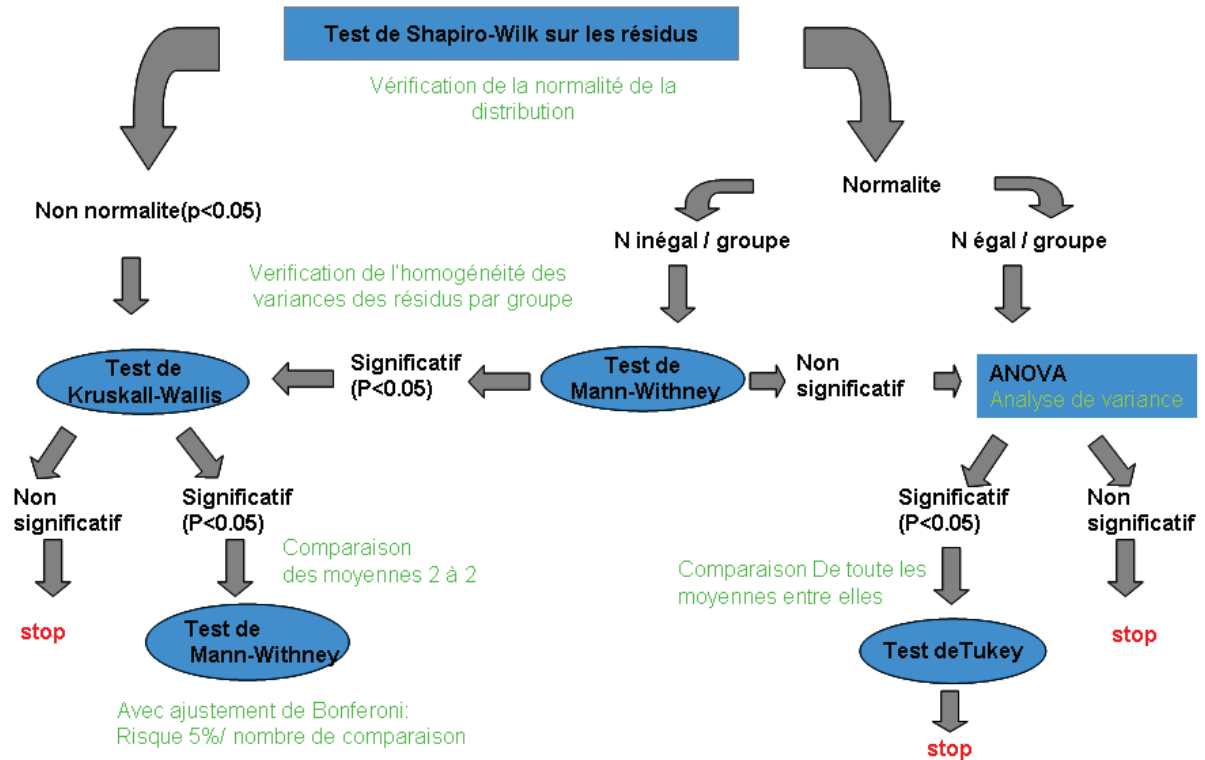 Test de Shapiro-Wilk sur les résidus
Vérification de la normalité de la
distribution
Normalite
Non normalite(p<0.05)
N inégal / groupe
N égal / groupe
Verification de l'homogénéité des
variances des résidus par groupe
Test de
Kruskall-Wallis
Significatif
(P<0.05)
Test de
Mann-Withney
Non
significatif
ANOVA
Analyse de variance
Non
significatif
Significatif
(P<0.05)
Significatif
(P<0.05)
Non
significatif
Comparaison
des moyennes 2 à 2
Comparaison De toute les
moyennes entre elles
stop
Test de
Mann-Withney
Test deTukey
stop
Avec ajustement de Bonferoni:
Risque 5%/ nombre de comparaison
stop